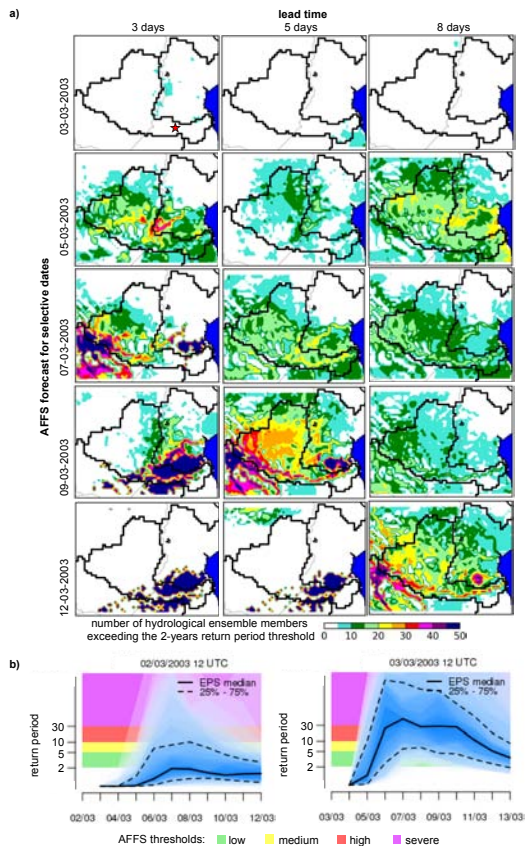 a)
lead time
3 days 5 days 8 days
AFFS forecast for selective dates
03-03-2003
05-03-2003
07-03-2003
09-03-2003
12-03-2003
number of hydrological ensemble members
exceeding the 2-years return period threshold
0 10 20 30 40 50
b)
02/03/2003 12 UTC
EPS median
25% - 75%
return period
30
10
5
2
02/03 04/03 06/03 08/03 10/03 12/03
03/03/2003 12 UTC
EPS median
25% - 75%
return period
30
10
5
2
03/03 05/03 07/03 09/03 11/03 13/03
AFFS thresholds: low medium high severe